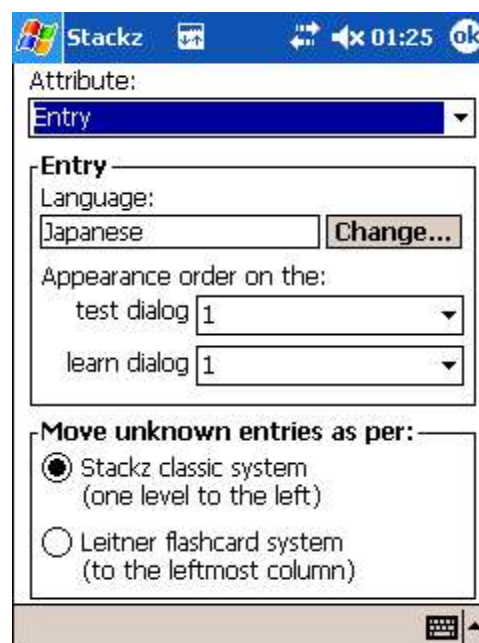 Stackz 01:25 ok
Attribute:
Entry
Entry
Language:
Japanese Change...
Appearance order on the:
test dialog 1
learn dialog 1
Move unknown entries as per:
Stackz classic system
(one level to the left)
Leitner flashcard system
(to the leftmost column)